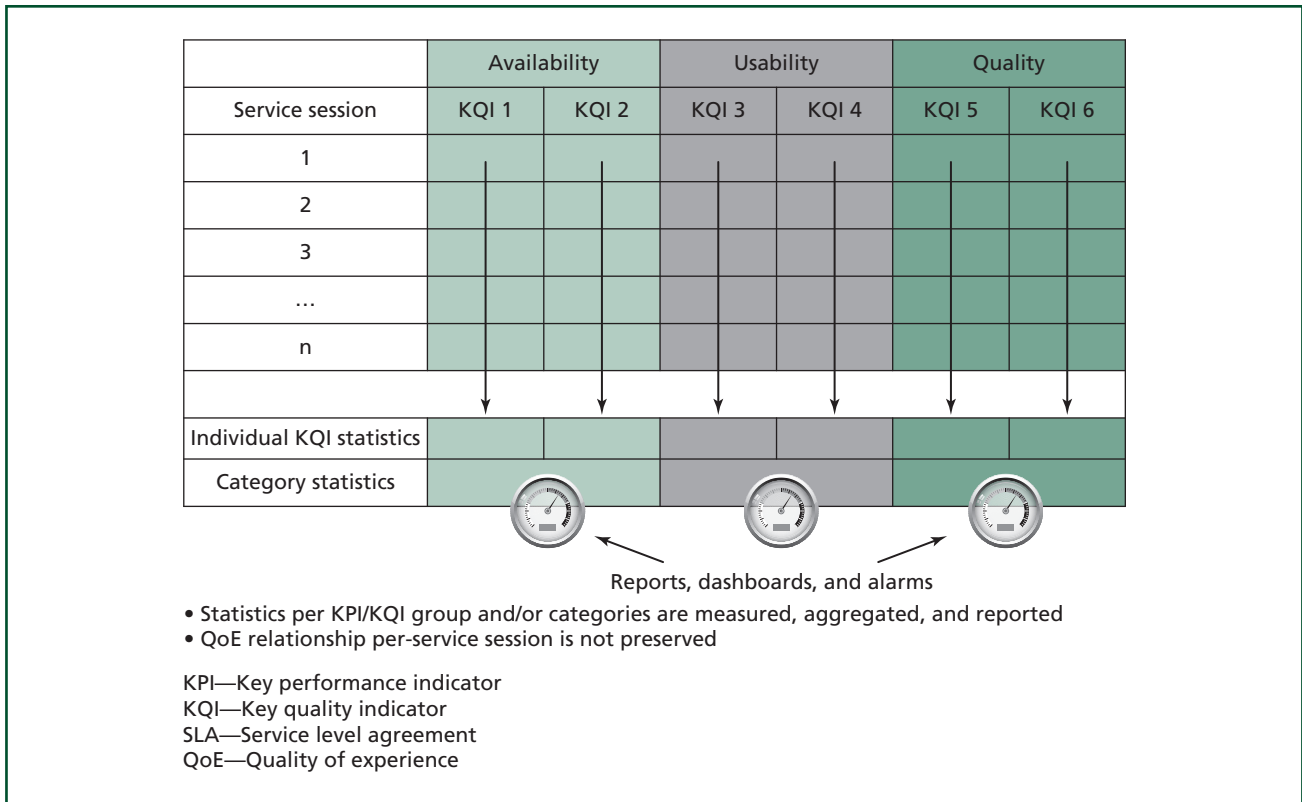 Availability Usability Quality
Service session KQI 1 KQI 2 KQI 3 KQI 4 KQI 5 KQI 6
1
2
3
…
n
Individual KQI statistics
Category statistics
Reports, dashboards, and alarms
• Statistics per KPI/KQI group and/or categories are measured, aggregated, and reported
• QoE relationship per-service session is not preserved
KPI—Key performance indicator
KQI—Key quality indicator
SLA—Service level agreement
QoE—Quality of experience